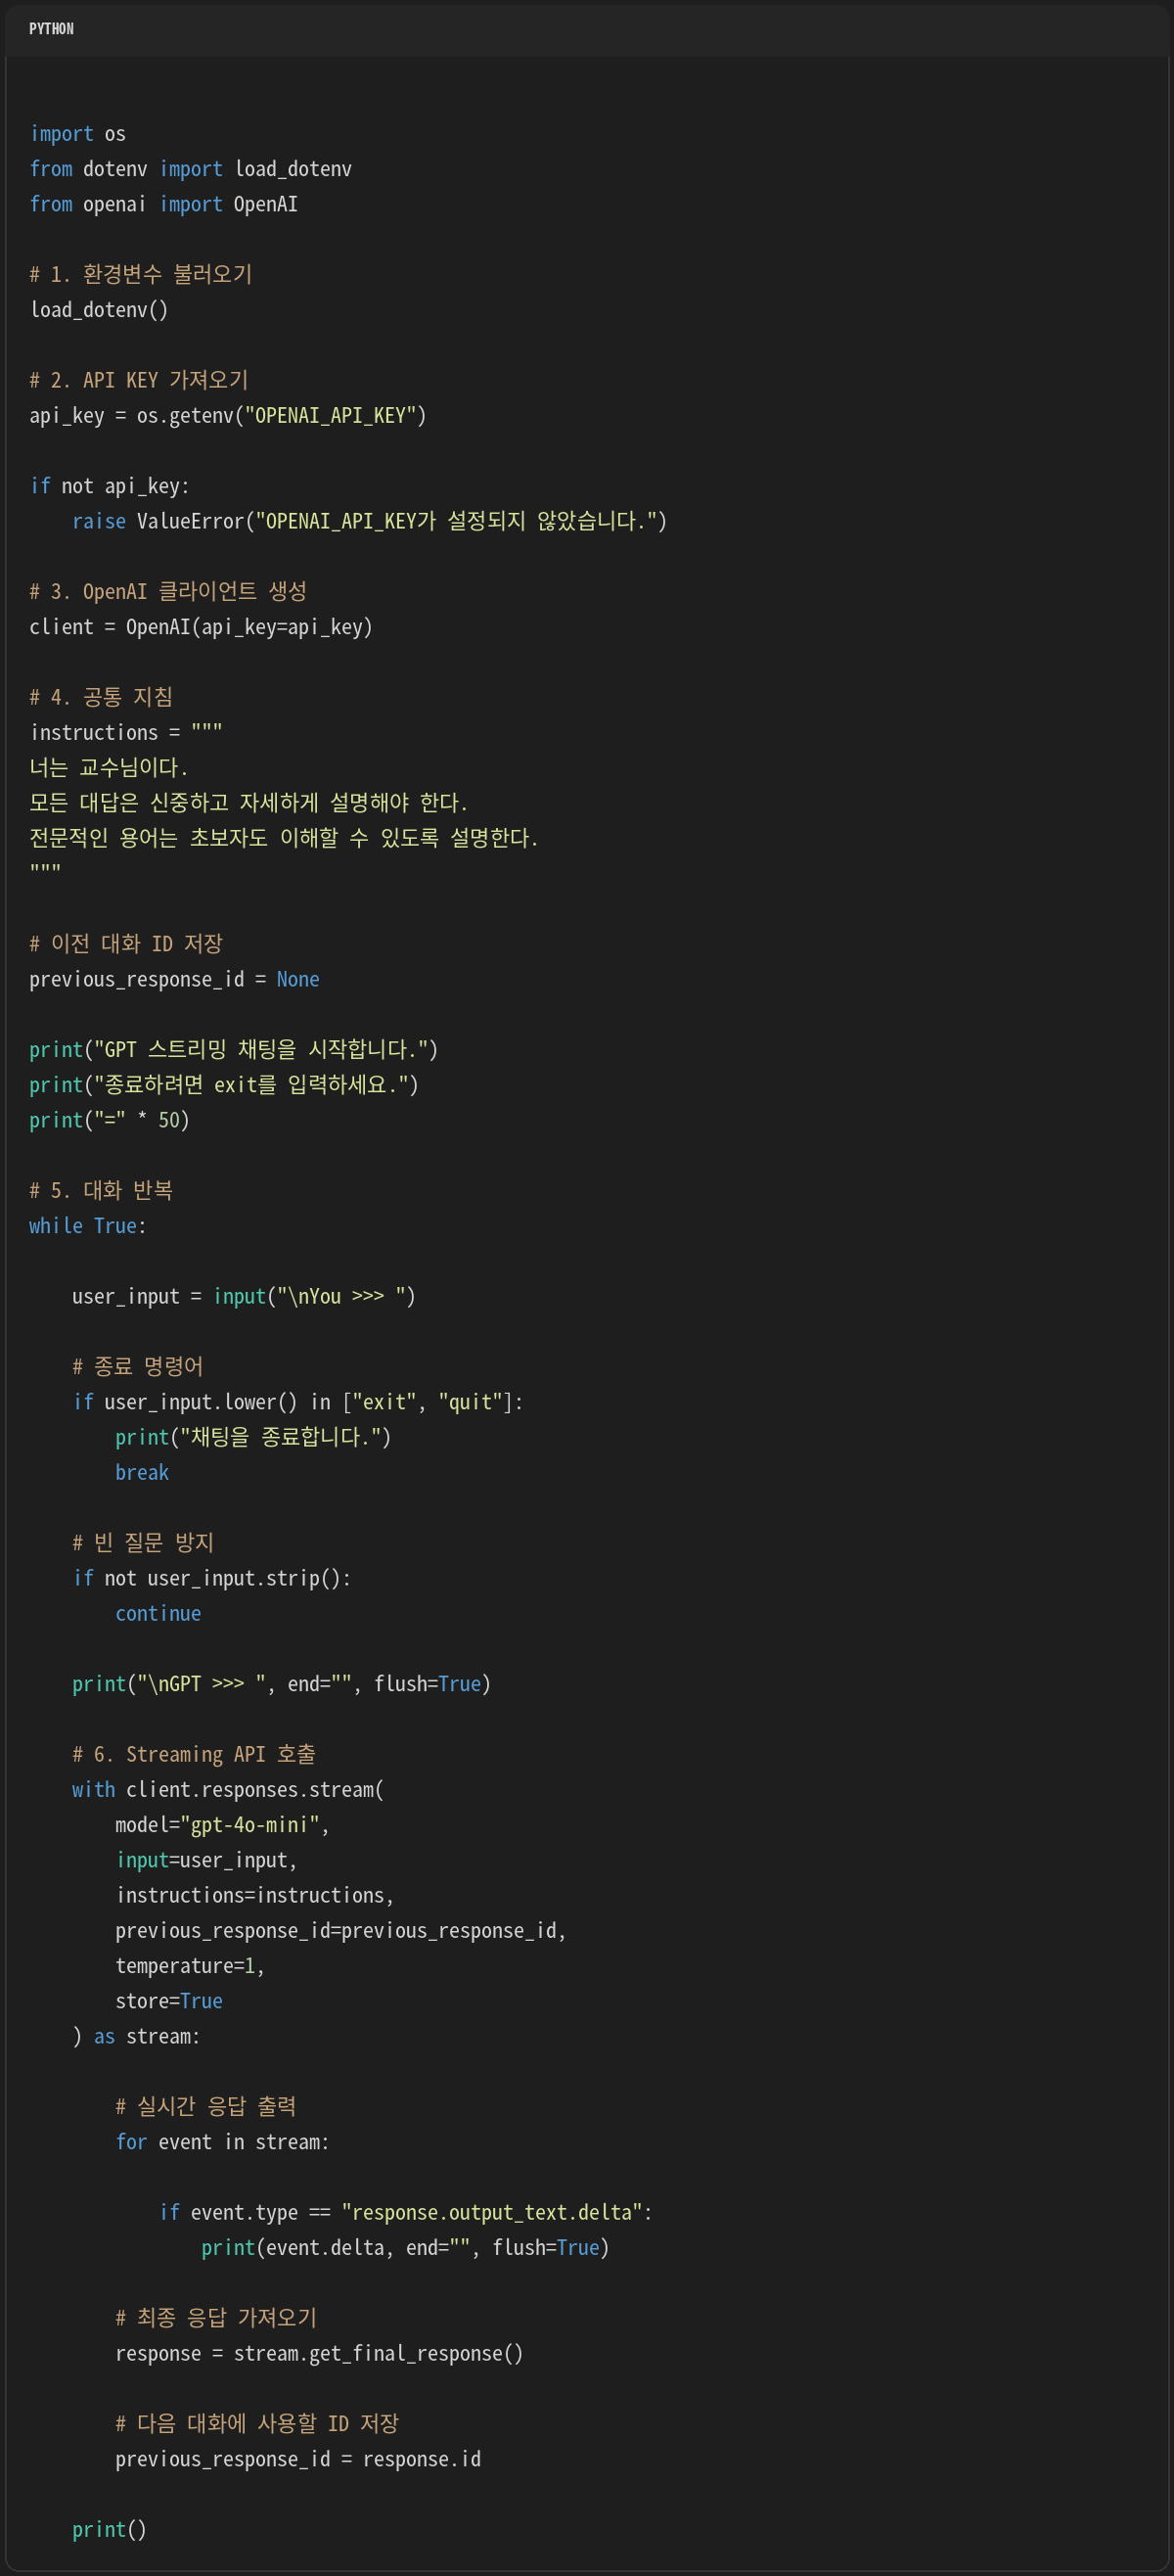 PYTHON
import os
from dotenv import load_dotenv
from openai import OpenAI
# 1. 환경변수 불러오기
load_dotenv()
# 2. API KEY 가져오기
api_key = os.getenv("OPENAI_API_KEY")
if not api_key:
    raise ValueError("OPENAI_API_KEY가 설정되지 않았습니다.")
# 3. OpenAI 클라이언트 생성
client = OpenAI(api_key=api_key)
# 4. 공통 지침
instructions = """
너는 교수님이다.
모든 대답은 신중하고 자세하게 설명해야 한다.
전문적인 용어는 초보자도 이해할 수 있도록 설명한다.
"""
# 이전 대화 ID 저장
previous_response_id = None
print("GPT 스트리밍 채팅을 시작합니다.")
print("종료하려면 exit를 입력하세요.")
print("=" * 50)
# 5. 대화 반복
while True:
    user_input = input("\nYou >>> ")
    # 종료 명령어
    if user_input.lower() in ["exit", "quit"]:
        print("채팅을 종료합니다.")
        break
    # 빈 질문 방지
    if not user_input.strip():
        continue
    print("\nGPT >>> ", end="", flush=True)
    # 6. Streaming API 호출
    with client.responses.stream(
        model="gpt-4o-mini",
        input=user_input,
        instructions=instructions,
        previous_response_id=previous_response_id,
        temperature=1,
        store=True
    ) as stream:
        # 실시간 응답 출력
        for event in stream:
            if event.type == "response.output_text.delta":
                print(event.delta, end="", flush=True)
        # 최종 응답 가져오기
        response = stream.get_final_response()
        # 다음 대화에 사용할 ID 저장
        previous_response_id = response.id
    print()